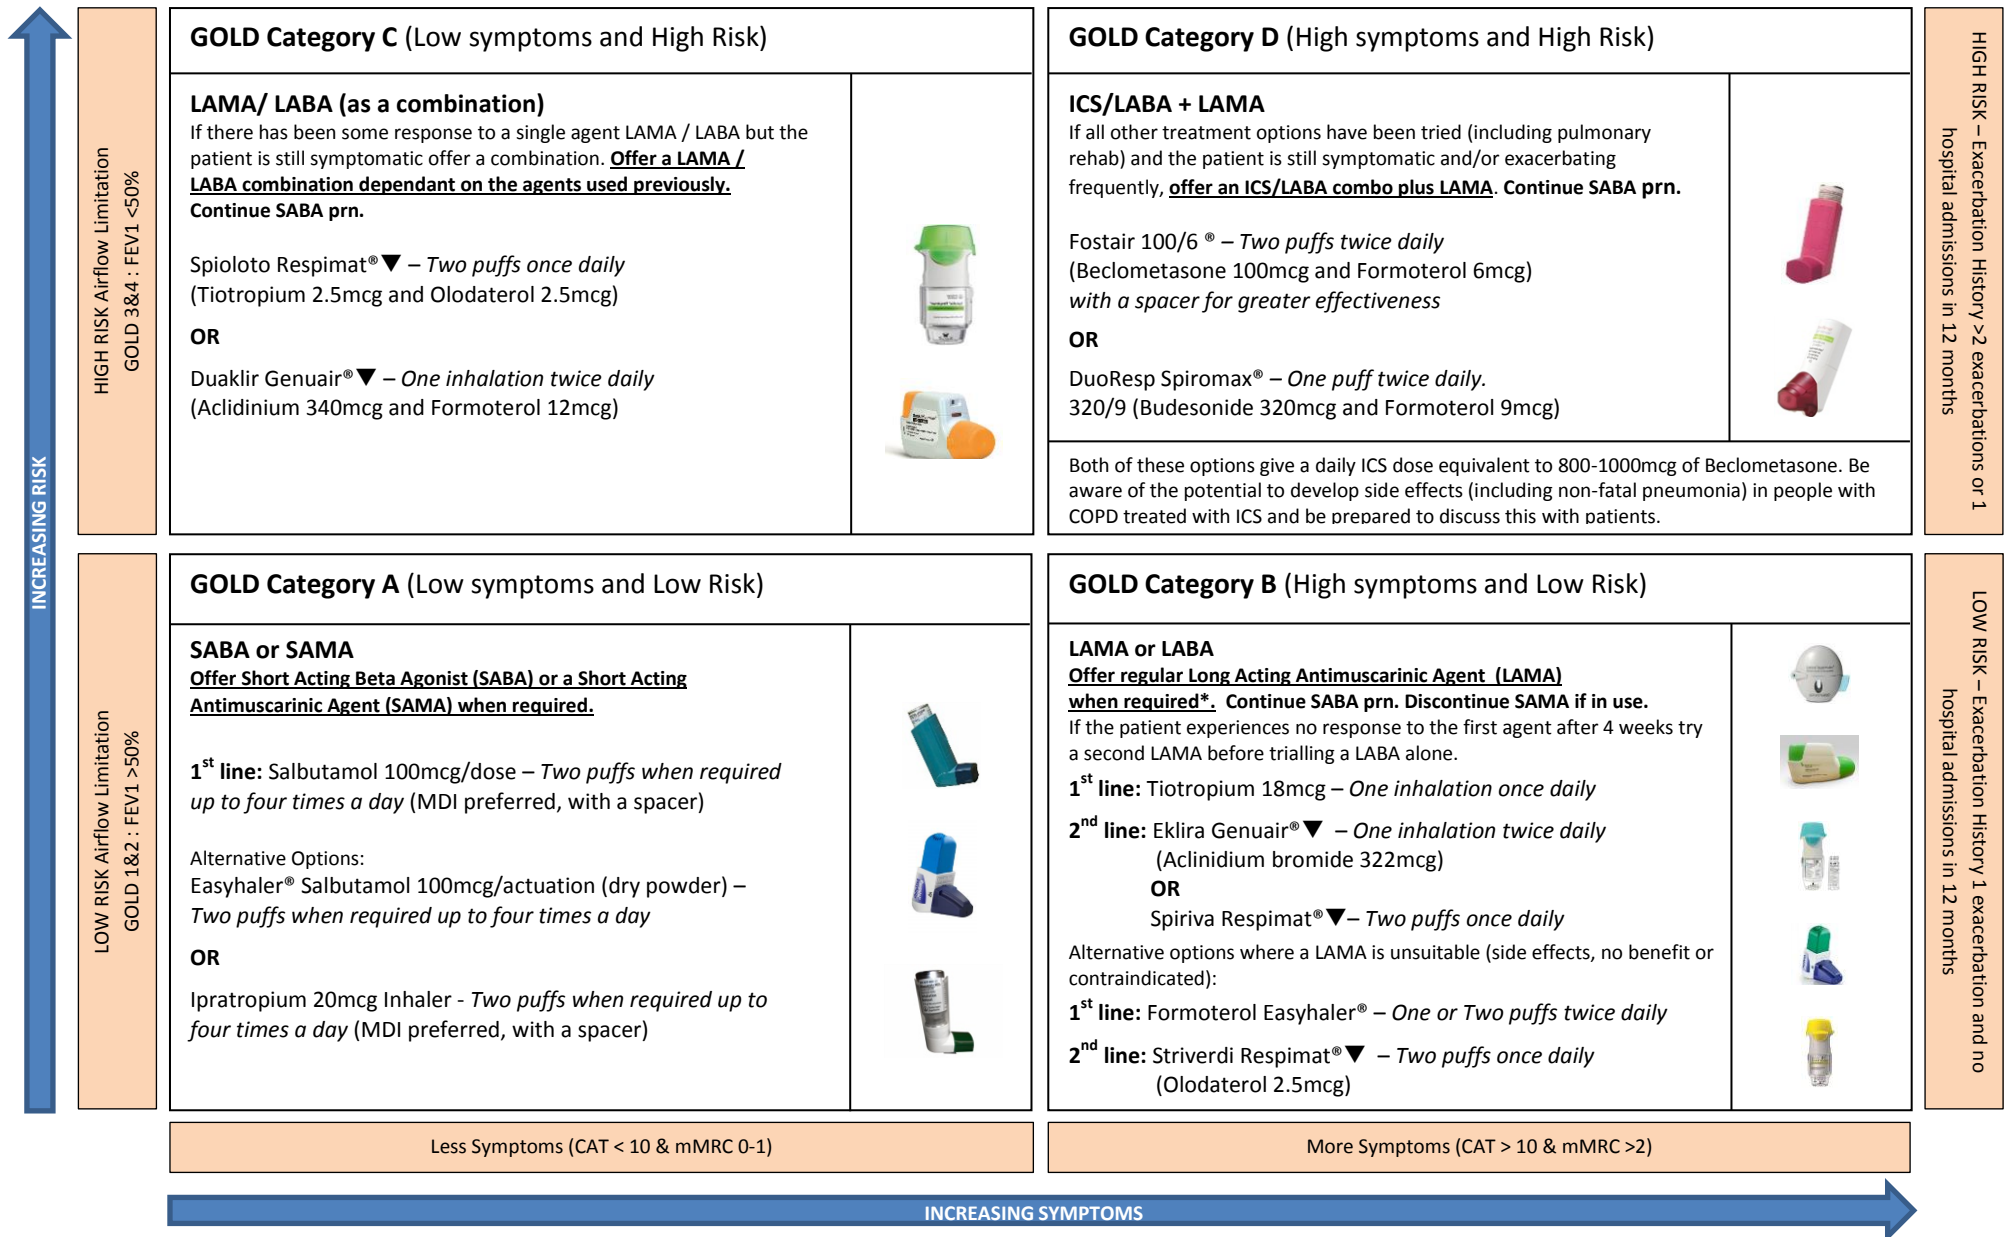 INCREASING RISK
HIGH RISK Airflow Limitation
GOLD 3&4 : FEV1 <50%
GOLD Category C (Low symptoms and High Risk)
LAMA/ LABA (as a combination)
If there has been some response to a single agent LAMA / LABA but the
patient is still symptomatic offer a combination. Offer a LAMA /
LABA combination dependant on the agents used previously.
Continue SABA prn.
Spioloto Respimat®▼ – Two puffs once daily
(Tiotropium 2.5mcg and Olodaterol 2.5mcg)
OR
Duaklir Genuair®▼ – One inhalation twice daily
(Aclidinium 340mcg and Formoterol 12mcg)
GOLD Category D (High symptoms and High Risk)
ICS/LABA + LAMA
If all other treatment options have been tried (including pulmonary
rehab) and the patient is still symptomatic and/or exacerbating
frequently, offer an ICS/LABA combo plus LAMA. Continue SABA prn.
Fostair 100/6 ® – Two puffs twice daily
(Beclometasone 100mcg and Formoterol 6mcg)
with a spacer for greater effectiveness
OR
DuoResp Spiromax® – One puff twice daily.
320/9 (Budesonide 320mcg and Formoterol 9mcg)
Both of these options give a daily ICS dose equivalent to 800-1000mcg of Beclometasone. Be
aware of the potential to develop side effects (including non-fatal pneumonia) in people with
COPD treated with ICS and be prepared to discuss this with patients.
HIGH RISK – Exacerbation History >2 exacerbations or 1
hospital admissions in 12 months
LOW RISK Airflow Limitation
GOLD 1&2 : FEV1 >50%
GOLD Category A (Low symptoms and Low Risk)
SABA or SAMA
Offer Short Acting Beta Agonist (SABA) or a Short Acting
Antimuscarinic Agent (SAMA) when required.
1st line: Salbutamol 100mcg/dose – Two puffs when required
up to four times a day (MDI preferred, with a spacer)
Alternative Options:
Easyhaler® Salbutamol 100mcg/actuation (dry powder) –
Two puffs when required up to four times a day
OR
Ipratropium 20mcg Inhaler - Two puffs when required up to
four times a day (MDI preferred, with a spacer)
GOLD Category B (High symptoms and Low Risk)
LAMA or LABA
Offer regular Long Acting Antimuscarinic Agent (LAMA)
when required*. Continue SABA prn. Discontinue SAMA if in use.
If the patient experiences no response to the first agent after 4 weeks try
a second LAMA before trialling a LABA alone.
1st line: Tiotropium 18mcg – One inhalation once daily
2nd line: Eklira Genuair®▼ – One inhalation twice daily
(Aclinidium bromide 322mcg)
OR
Spiriva Respimat®▼– Two puffs once daily
Alternative options where a LAMA is unsuitable (side effects, no benefit or
contraindicated):
1st line: Formoterol Easyhaler® – One or Two puffs twice daily
2nd line: Striverdi Respimat®▼ – Two puffs once daily
(Olodaterol 2.5mcg)
LOW RISK – Exacerbation History 1 exacerbation and no
hospital admissions in 12 months
Less Symptoms (CAT < 10 & mMRC 0-1)
More Symptoms (CAT > 10 & mMRC >2)
INCREASING SYMPTOMS